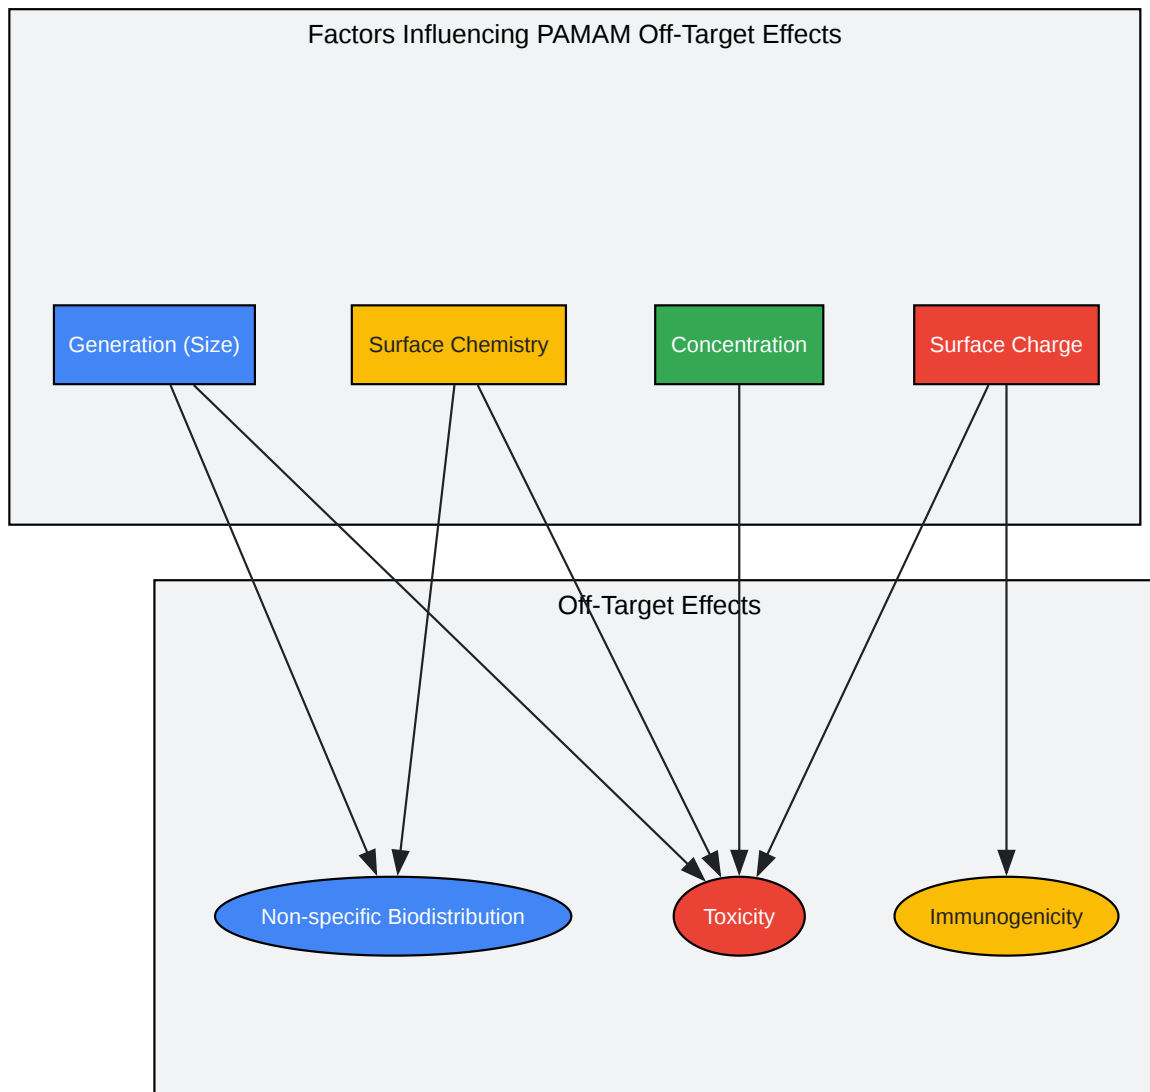 Factors Influencing PAMAM Off-Target Effects
Generation (Size)
Surface Chemistry
Concentration
Surface Charge
Off-Target Effects
Non-specific Biodistribution
Toxicity
Immunogenicity